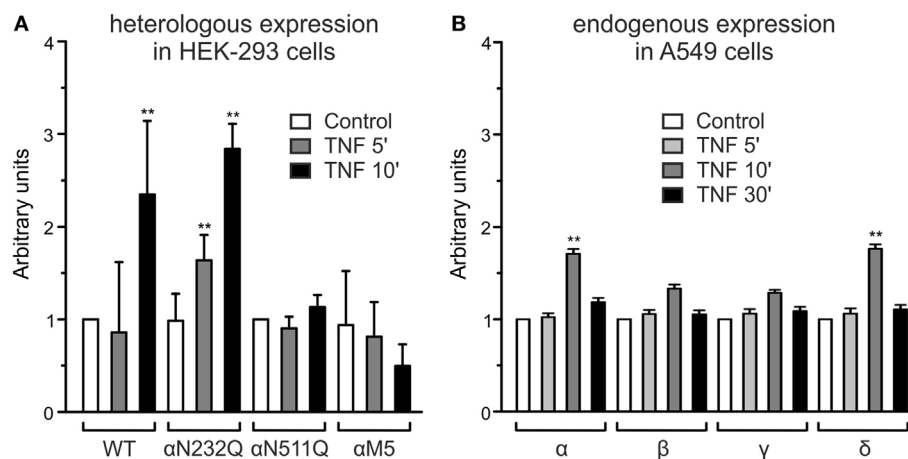 A
heterologous expression
in HEK-293 cells
Arbitrary units
4
3
2
1
0
Control
TNF 5'
TNF 10'
**
**
**
WT
αN232Q
αN511Q
αM5
B
endogenous expression
in A549 cells
Arbitrary units
4
3
2
1
0
Control
TNF 5'
TNF 10'
TNF 30'
**
**
α
β
γ
δ